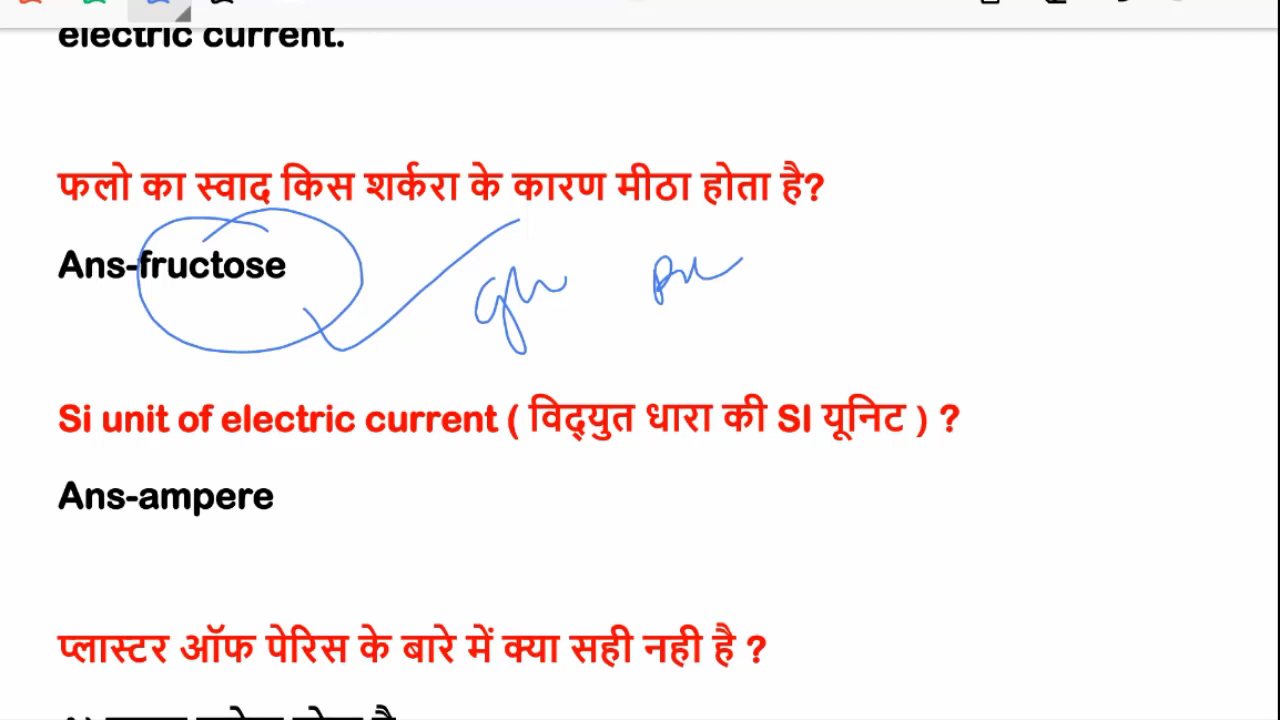 electric current.
फलो का स्वाद किस शर्करा के कारण मीठा होता है?
Ans-fructose
Si unit of electric current ( विद्युत धारा की SI यूनिट ) ?
Ans-ampere
प्लास्टर ऑफ पेरिस के बारे में क्या सही नही है ?